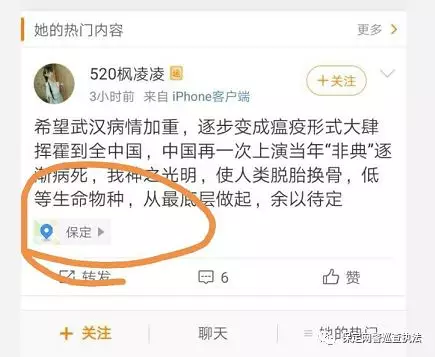 她的热门内容 更多 >
520枫凌凌 +关注
3小时前 来自 iPhone客户端
希望武汉病情加重，逐步变成瘟疫形式大肆
挥霍到全中国，中国再一次上演当年“非典”逐
渐病死，我神之光明，使人类脱胎换骨，低
等生命物种，从最底层做起，余以待定
保定
转发 6 赞
+ 关注 聊天 她的热门
保定网警巡查执法